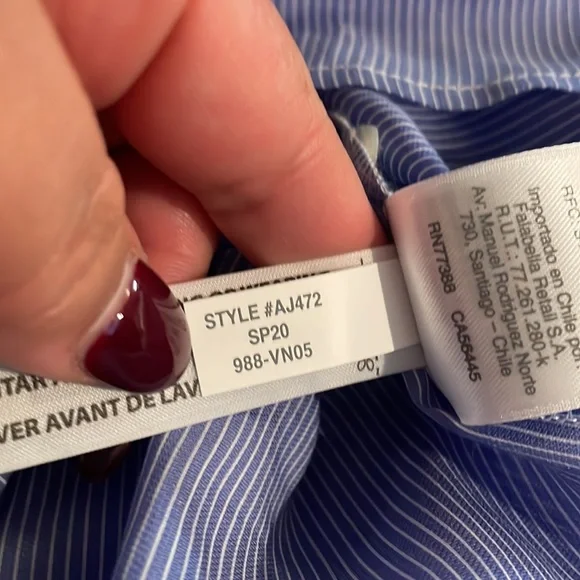 STYLE #AJ472
SP20
988-VN05
VER AVANT DE LAV
Importado en Chile por
Falabella Retail S.A.
R.U.T.: 77.261.280-k
Av. Manuel Rodriguez Norte
730, Santiago - Chile
RN77388 CA56445